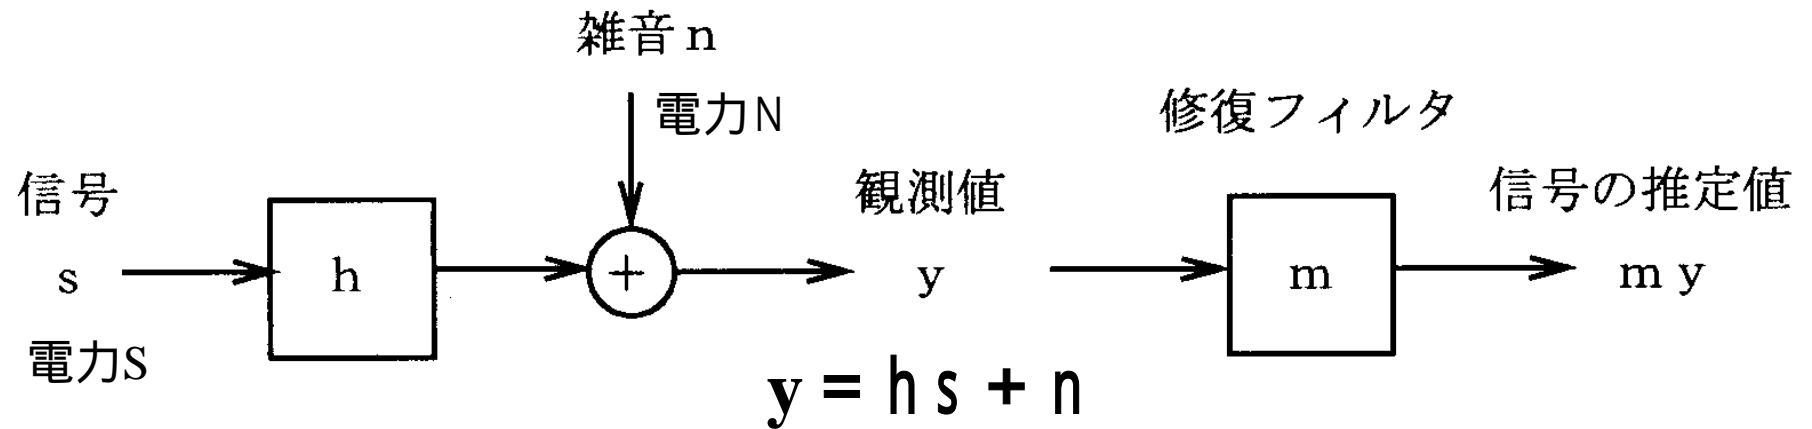 雑音n
電力N
修復フィルタ
信号
観測値
信号の推定値
s
h
+
y
m
m y
電力S
y = h s + n